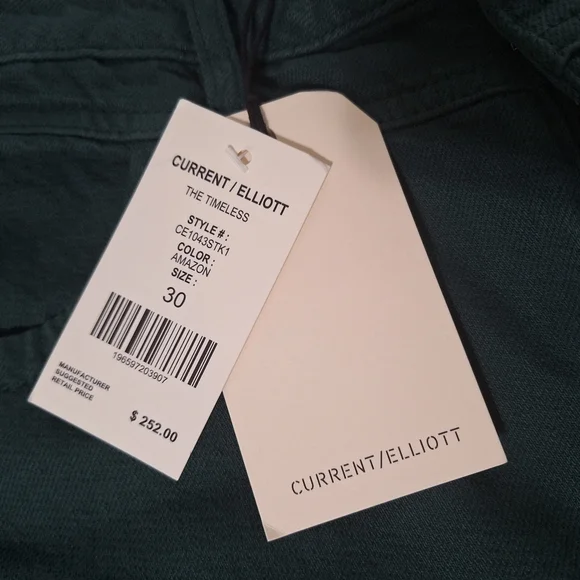 CURRENT / ELLIOTT
THE TIMELESS
STYLE # :
CE1043STK1
COLOR :
AMAZON
SIZE :
30
196597203907
MANUFACTURER
SUGGESTED
RETAIL PRICE
$ 252.00
CURRENT/ELLIOTT